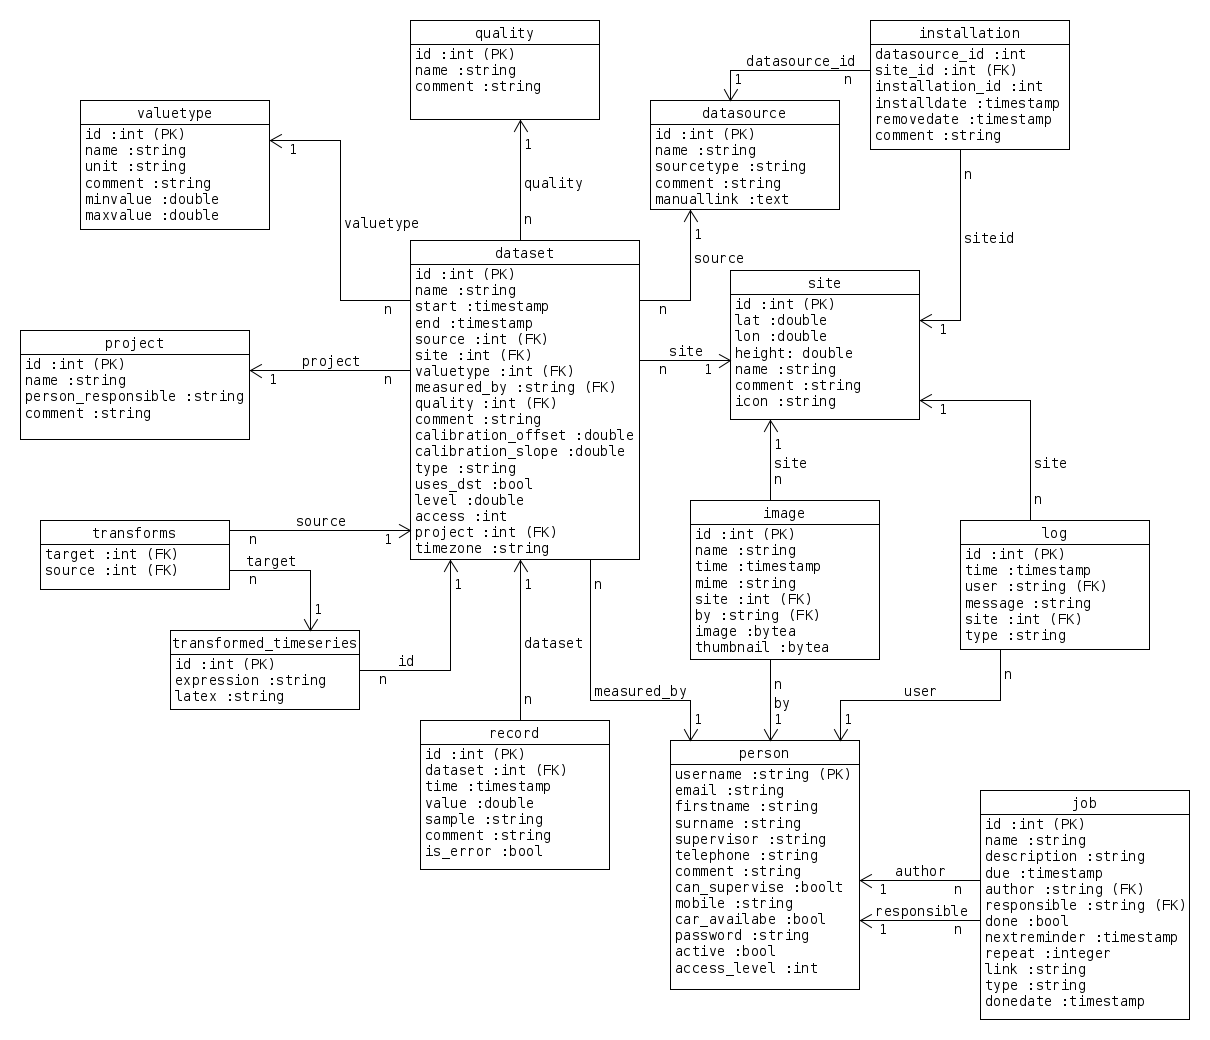 quality
id :int (PK)
name :string
comment :string
installation
datasource_id :int
site_id :int (FK)
installation_id :int
installdate :timestamp
removedate :timestamp
comment :string
datasource_id
1
n
valuetype
id :int (PK)
name :string
unit :string
comment :string
minvalue :double
maxvalue :double
1
valuetype
n
1
quality
n
datasource
id :int (PK)
name :string
sourcetype :string
comment :string
manuallink :text
1
source
n
n
siteid
1
dataset
id :int (PK)
name :string
start :timestamp
end :timestamp
source :int (FK)
site :int (FK)
valuetype :int (FK)
measured_by :string (FK)
quality :int (FK)
comment :string
calibration_offset :double
calibration_slope :double
type :string
uses_dst :bool
level :double
access :int
project :int (FK)
timezone :string
site
n
1
site
id :int (PK)
lat :double
lon :double
height: double
name :string
comment :string
icon :string
project
id :int (PK)
name :string
person_responsible :string
comment :string
project
1
n
1
site
n
1
site
n
transforms
target :int (FK)
source :int (FK)
source
n
1
target
n
1
image
id :int (PK)
name :string
time :timestamp
mime :string
site :int (FK)
by :string (FK)
image :bytea
thumbnail :bytea
log
id :int (PK)
time :timestamp
user :string (FK)
message :string
site :int (FK)
type :string
transformed_timeseries
id :int (PK)
expression :string
latex :string
id
n
1
1
dataset
n
n
measured_by
1
n
by
1
n
user
1
record
id :int (PK)
dataset :int (FK)
time :timestamp
value :double
sample :string
comment :string
is_error :bool
person
username :string (PK)
email :string
firstname :string
surname :string
supervisor :string
telephone :string
comment :string
can_supervise :boolt
mobile :string
car_availabe :bool
password :string
active :bool
access_level :int
author
1
n
responsible
1
n
job
id :int (PK)
name :string
description :string
due :timestamp
author :string (FK)
responsible :string (FK)
done :bool
nextreminder :timestamp
repeat :integer
link :string
type :string
donedate :timestamp